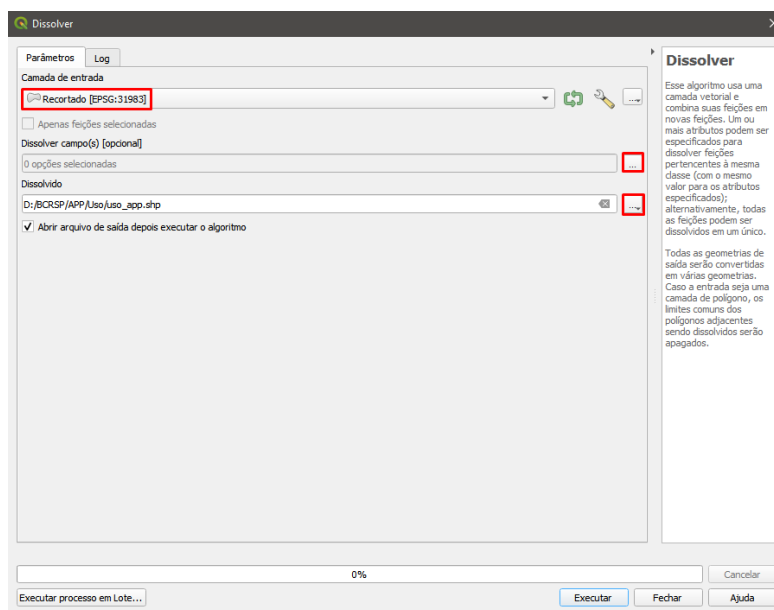 Dissolver
Parâmetros
Log
Camada de entrada
Recortado [EPSG:31983]
...
Apenas feições selecionadas
Dissolver campo(s) [opcional]
0 opções selecionadas
...
Dissolvido
D:/BCRSP/APP/Uso/uso_app.shp
...
Abrir arquivo de saída depois executar o algoritmo
Dissolver
Esse algoritmo usa uma
camada vetorial e
combina suas feições em
novas feições. Um ou
mais atributos podem ser
especificados para
dissolver feições
pertencentes à mesma
classe (com o mesmo
valor para os atributos
especificados);
alternativamente, todas
as feições podem ser
dissolvidos em um único.
Todas as geometrias de
saída serão convertidas
em várias geometrias.
Caso a entrada seja uma
camada de polígono, os
limites comuns dos
polígonos adjacentes
sendo dissolvidos serão
apagados.
0%
Cancelar
Executar processo em Lote...
Executar
Fechar
Ajuda